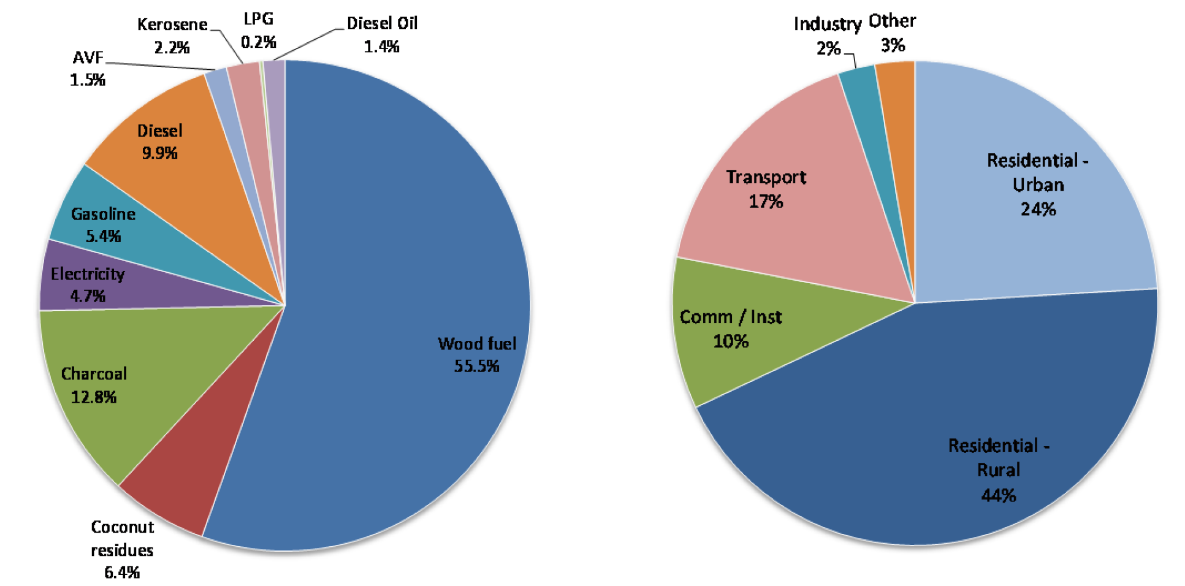 Kerosene
2.2%
LPG
0.2%
Diesel Oil
1.4%
AVF
1.5%
Diesel
9.9%
Gasoline
5.4%
Electricity
4.7%
Charcoal
12.8%
Wood fuel
55.5%
Coconut
residues
6.4%
Industry
2%
Other
3%
Residential -
Urban
24%
Transport
17%
Comm / Inst
10%
Residential -
Rural
44%